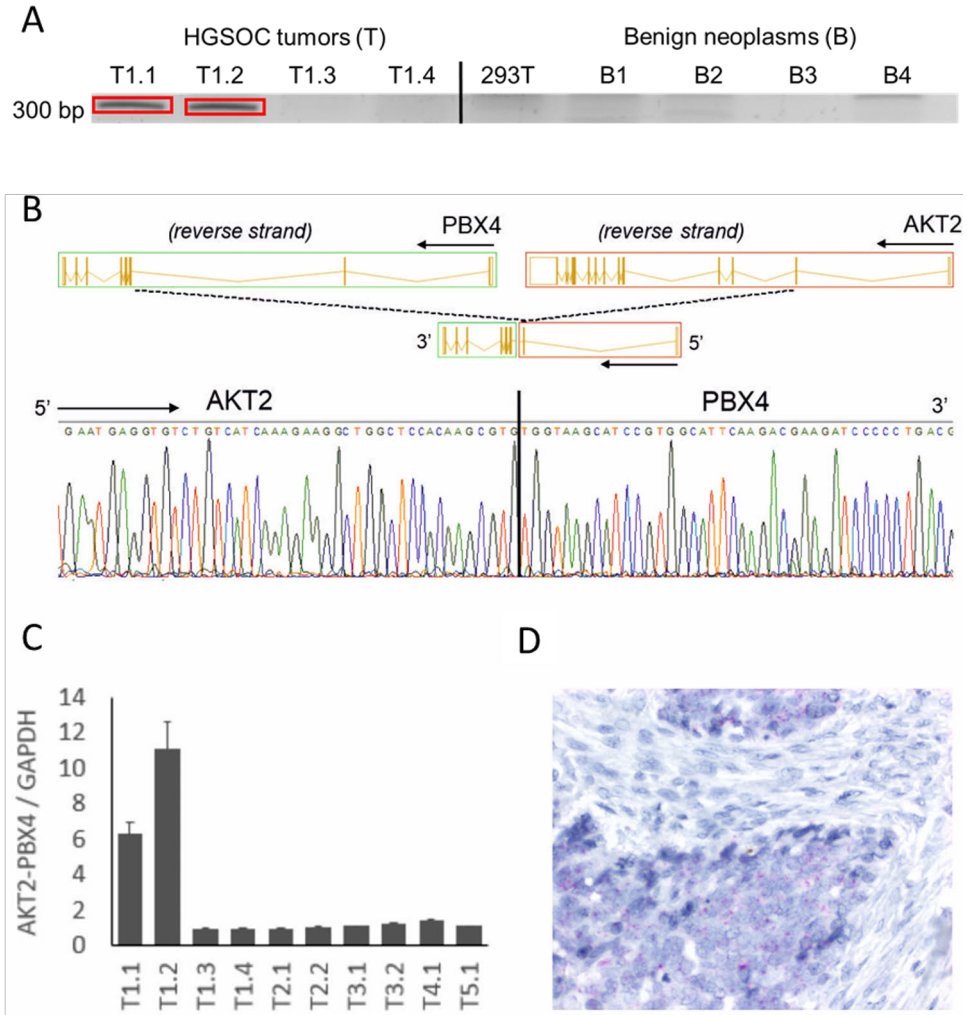 A
HGSOC tumors (T) Benign neoplasms (B)
T1.1 T1.2 T1.3 T1.4 293T B1 B2 B3 B4
300 bp
B
(reverse strand) PBX4 (reverse strand) AKT2
3’ 5’
5’ AKT2 PBX4 3’
GAATGAGGTGTCTGTCATCAAAGAAGGCTGGCTCCACAAGCGTGTGGTAAGCATCCGTGGCATTCAAGACGAAGATCCCCCTGACG
C
D
AKT2-PBX4 / GAPDH
14
12
10
8
6
4
2
0
T1.1 T1.2 T1.3 T1.4 T2.1 T2.2 T3.1 T3.2 T4.1 T5.1